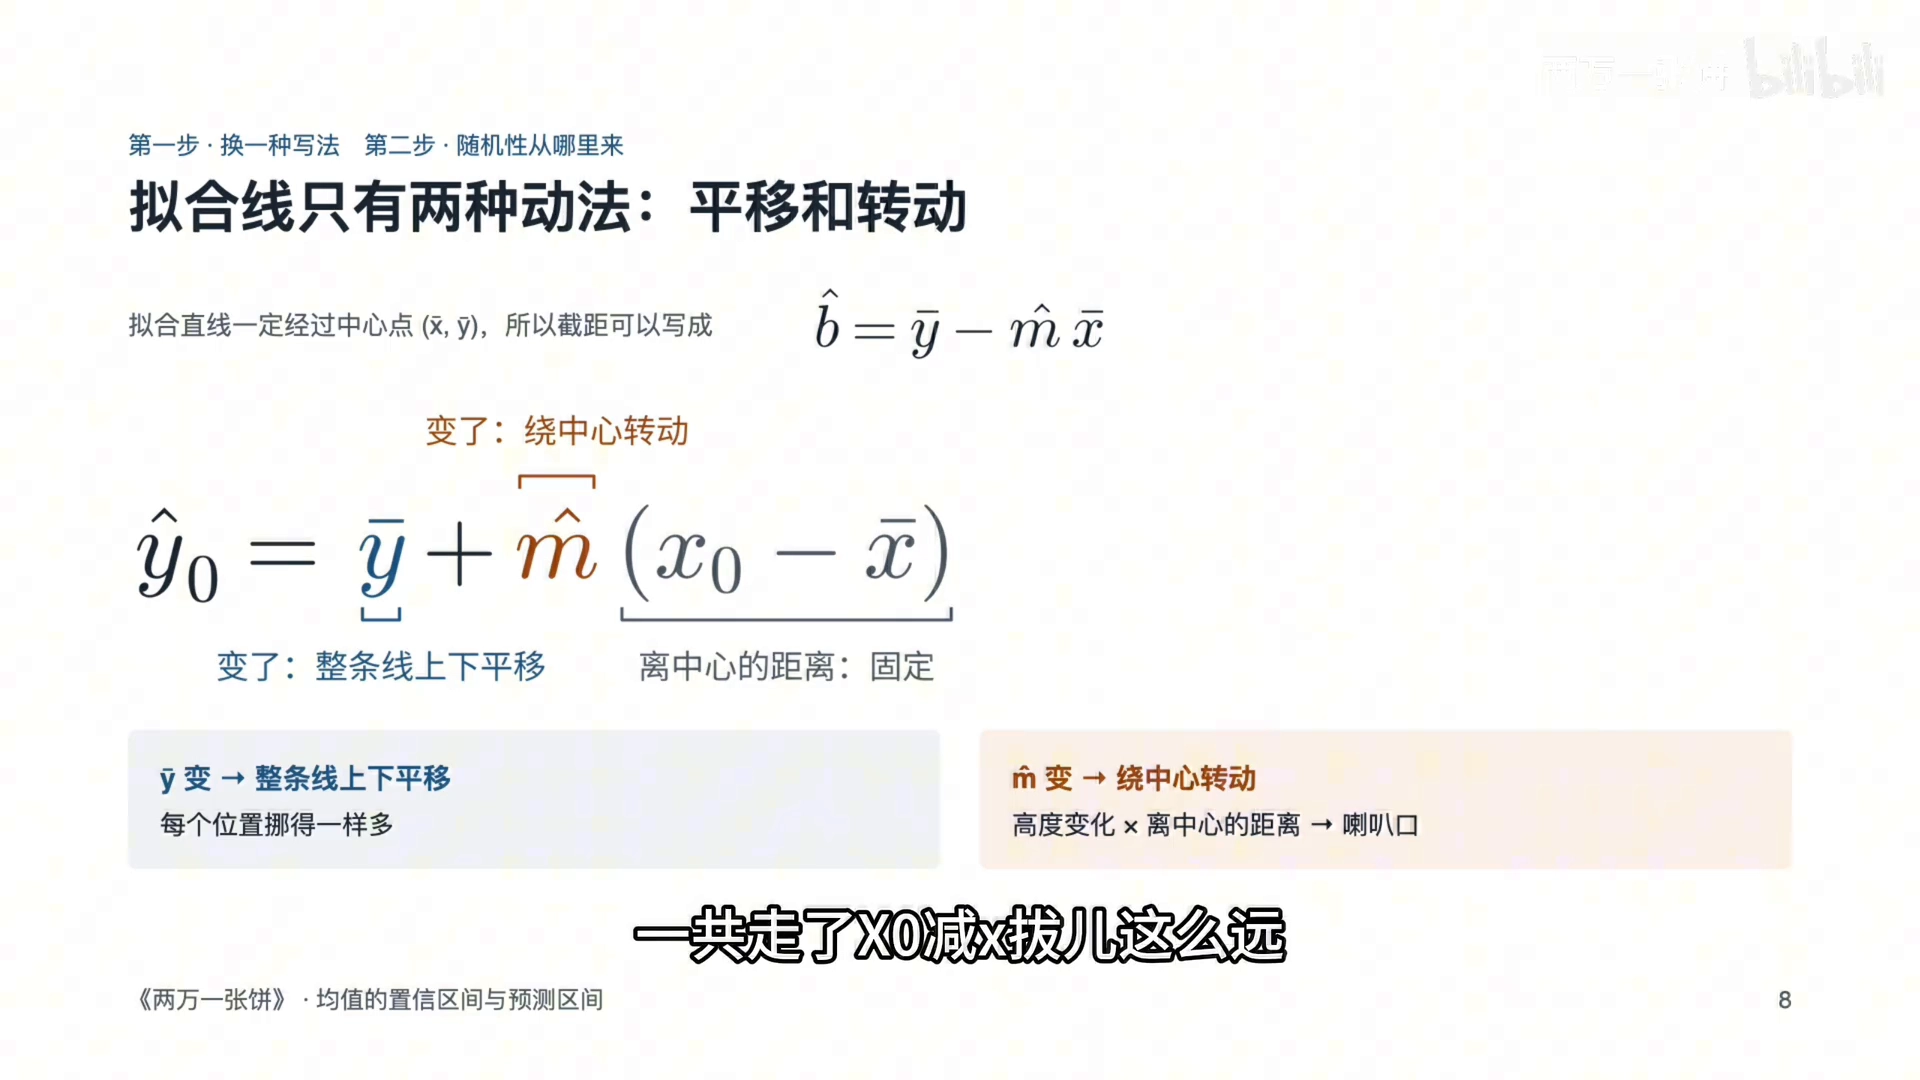 两万一张饼 bilibili
第一步 · 换一种写法 第二步 · 随机性从哪里来
拟合线只有两种动法：平移和转动
拟合直线一定经过中心点 (x̄, ȳ)，所以截距可以写成 b̂ = ȳ − m̂ x̄
变了：绕中心转动
ŷ₀ = ȳ + m̂ (x₀ − x̄)
变了：整条线上下平移 离中心的距离：固定
ȳ 变 → 整条线上下平移
每个位置挪得一样多
m̂ 变 → 绕中心转动
高度变化 × 离中心的距离 → 喇叭口
一共走了X0减x拔儿这么远
《两万一张饼》 · 均值的置信区间与预测区间
8